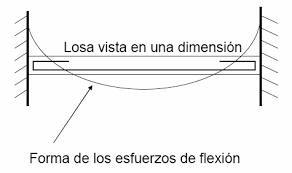 Losa vista en una dimensión
Forma de los esfuerzos de flexión